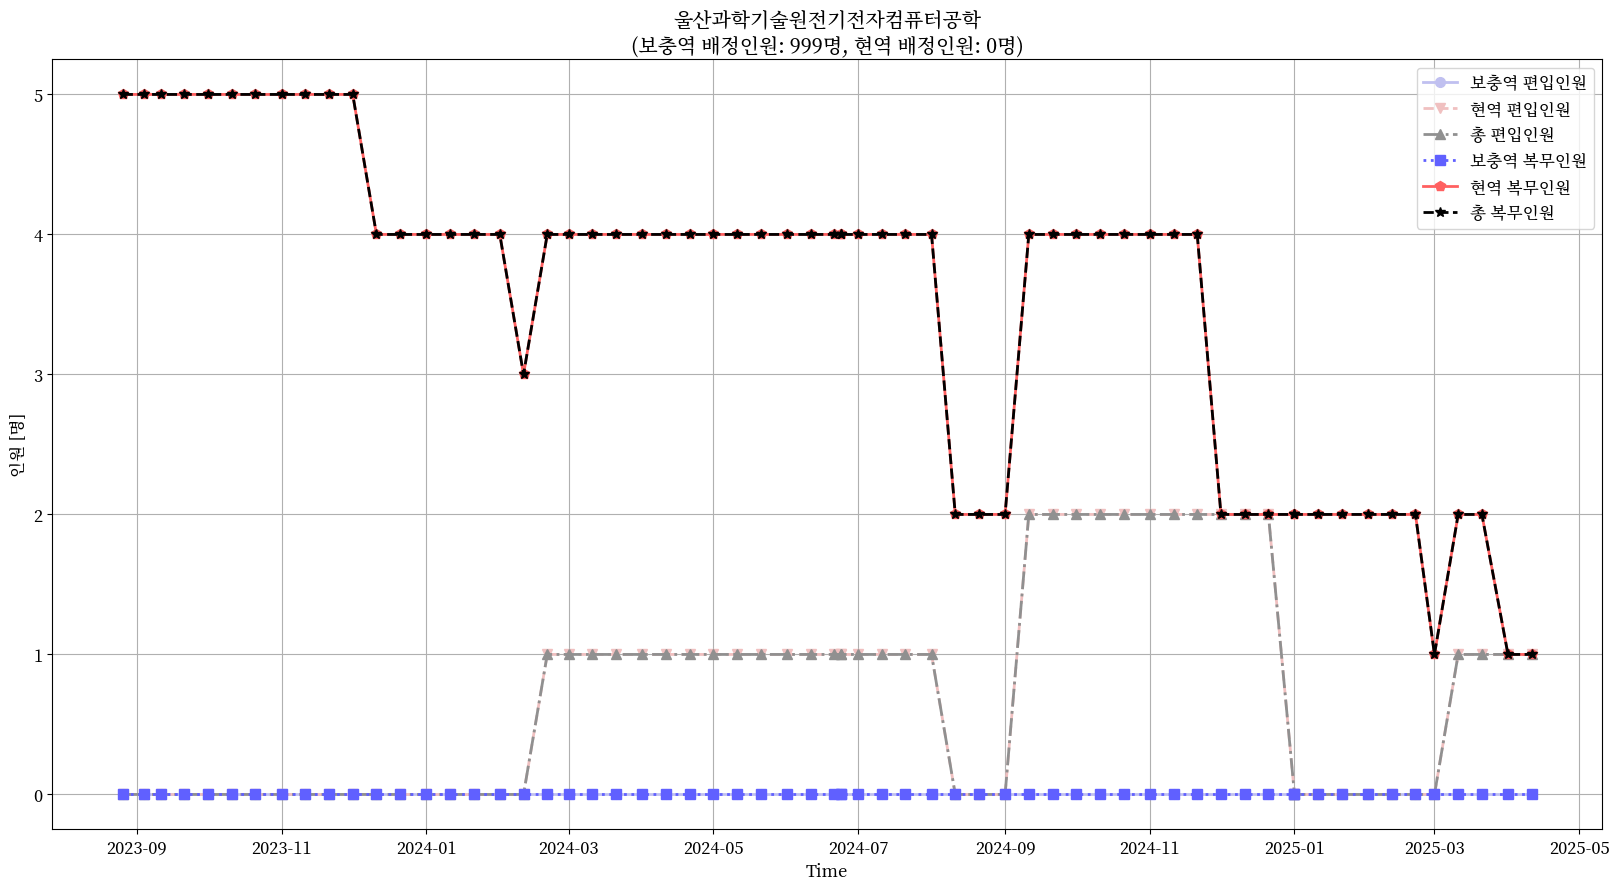 울산과학기술원전기전자컴퓨터공학
(보충역 배정인원: 999명, 현역 배정인원: 0명)
보충역 편입인원
현역 편입인원
총 편입인원
보충역 복무인원
현역 복무인원
총 복무인원
인원 [명]
5
4
3
2
1
0
2023-09
2023-11
2024-01
2024-03
2024-05
2024-07
2024-09
2024-11
2025-01
2025-03
2025-05
Time